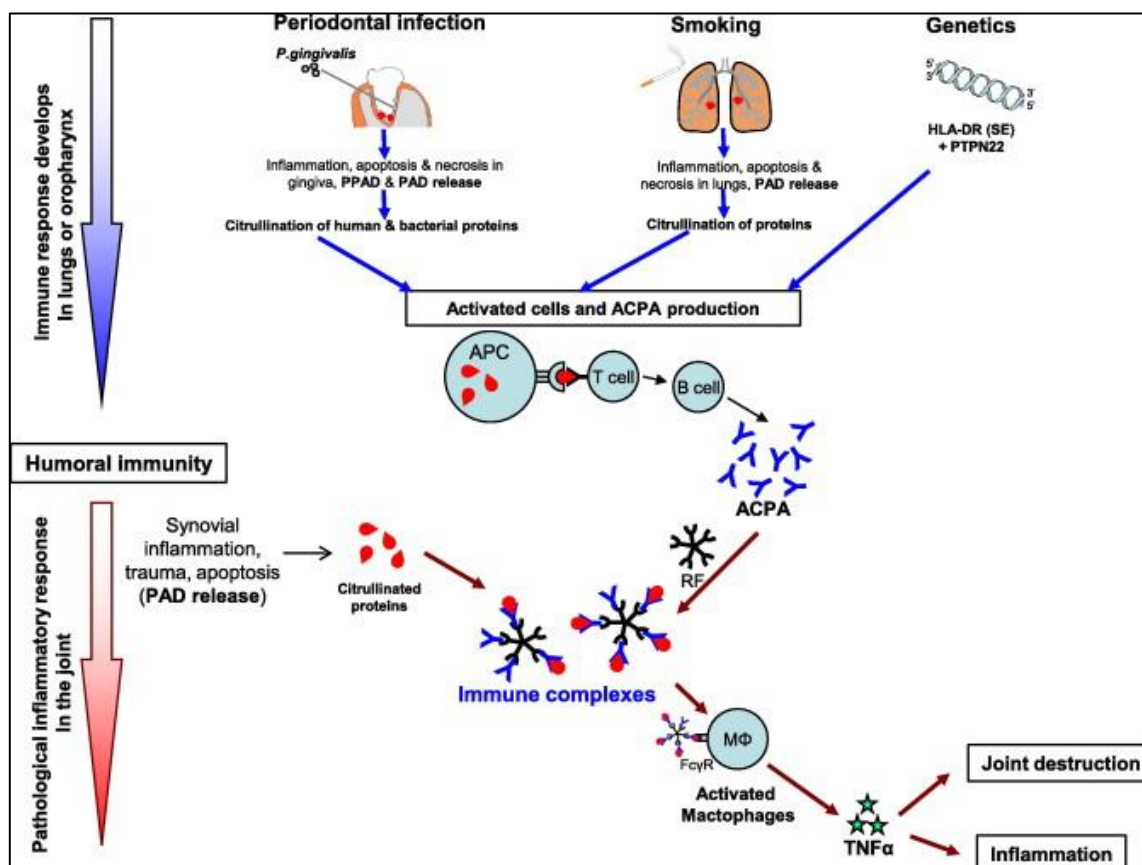 Periodontal infection
P.gingivalis
Inflammation, apoptosis & necrosis in
gingiva, PPAD & PAD release
Citrullination of human & bacterial proteins
Smoking
Inflammation, apoptosis &
necrosis in lungs, PAD release
Citrullination of proteins
Genetics
5'
3'
3'
5'
HLA-DR (SE)
+ PTPN22
Immune response develops
In lungs or oropharynx
Activated cells and ACPA production
APC
T cell
B cell
ACPA
Humoral immunity
Pathological inflammatory response
In the joint
Synovial
inflammation,
trauma, apoptosis
(PAD release)
Citrullinated
proteins
RF
Immune complexes
FcγR
MΦ
Activated
Mactophages
TNFα
Joint destruction
Inflammation